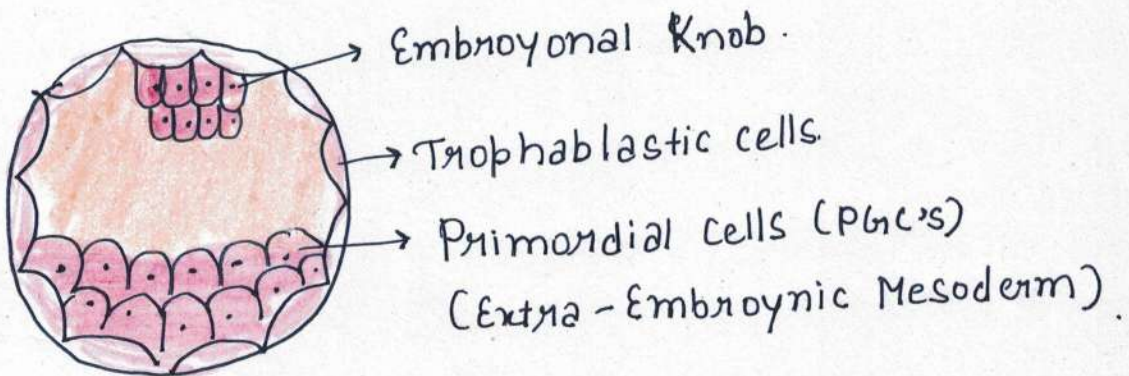 Embroyonal Knob.
Trophablastic cells.
Primordial cells (PGC's)
(Extra-Embroynic Mesoderm).